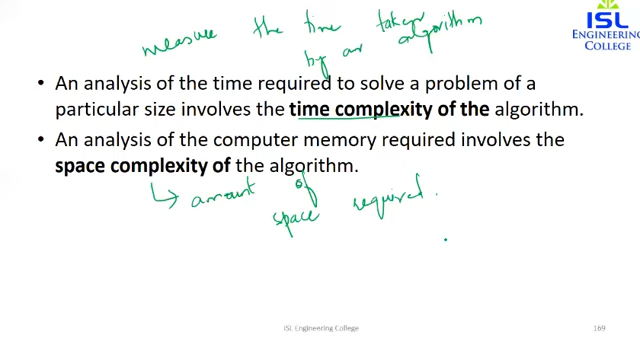 ISL
ENGINEERING
COLLEGE
measure the time taken
by an algorithm
• An analysis of the time required to solve a problem of a
particular size involves the time complexity of the algorithm.
• An analysis of the computer memory required involves the
space complexity of the algorithm.
↳ amount of
space required.
ISL Engineering College
169